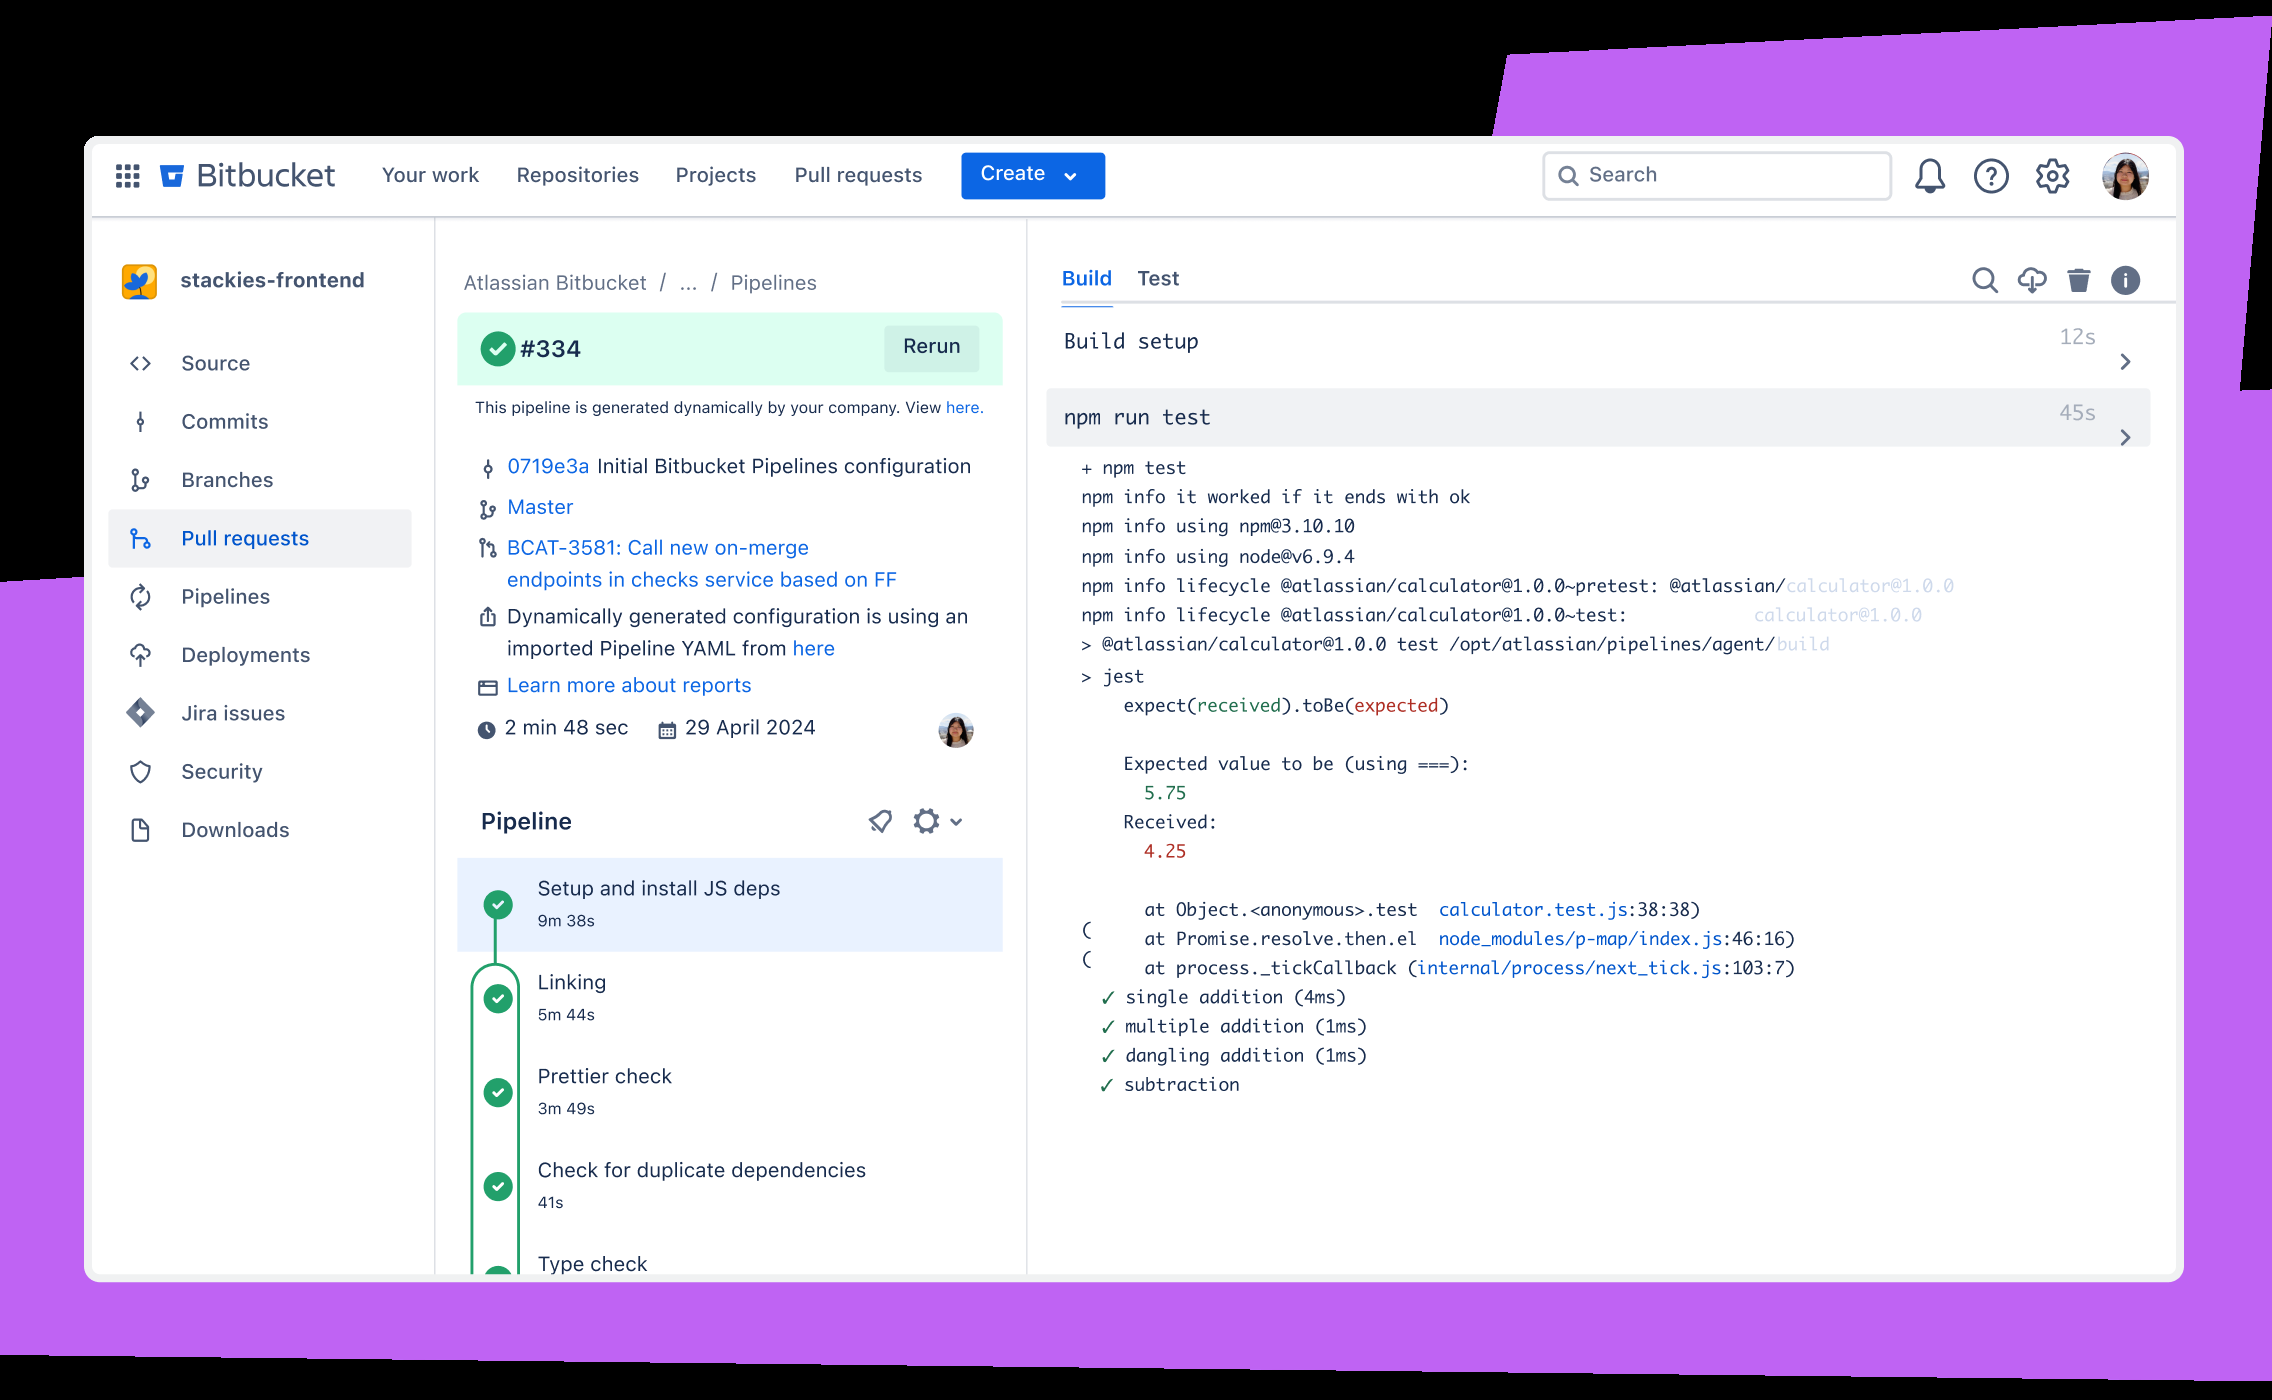 Bitbucket
Your work
Repositories
Projects
Pull requests
Create
Search
stackies-frontend
Source
Commits
Branches
Pull requests
Pipelines
Deployments
Jira issues
Security
Downloads
Atlassian Bitbucket / ... / Pipelines
#334
Rerun
This pipeline is generated dynamically by your company. View here.
0719e3a Initial Bitbucket Pipelines configuration
Master
BCAT-3581: Call new on-merge
endpoints in checks service based on FF
Dynamically generated configuration is using an
imported Pipeline YAML from here
Learn more about reports
2 min 48 sec
29 April 2024
Pipeline
Setup and install JS deps
9m 38s
Linking
5m 44s
Prettier check
3m 49s
Check for duplicate dependencies
41s
Type check
Build
Test
Build setup
12s
npm run test
45s
+ npm test
npm info it worked if it ends with ok
npm info using npm@3.10.10
npm info using node@v6.9.4
npm info lifecycle @atlassian/calculator@1.0.0~pretest: @atlassian/calculator@1.0.0
npm info lifecycle @atlassian/calculator@1.0.0~test: calculator@1.0.0
> @atlassian/calculator@1.0.0 test /opt/atlassian/pipelines/agent/build
> jest
expect(received).toBe(expected)
Expected value to be (using ===):
5.75
Received:
4.25
at Object.<anonymous>.test calculator.test.js:38:38)
( at Promise.resolve.then.el node_modules/p-map/index.js:46:16)
( at process._tickCallback (internal/process/next_tick.js:103:7)
✓ single addition (4ms)
✓ multiple addition (1ms)
✓ dangling addition (1ms)
✓ subtraction